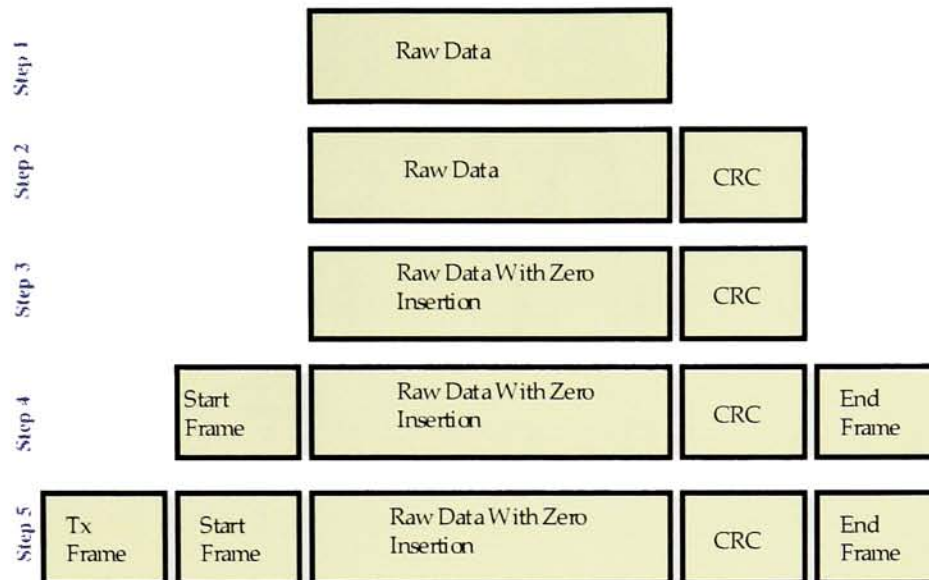 Step 1
Raw Data
Step 2
Raw Data
CRC
Step 3
Raw Data With Zero
Insertion
CRC
Step 4
Start
Frame
Raw Data With Zero
Insertion
CRC
End
Frame
Step 5
Tx
Frame
Start
Frame
Raw Data With Zero
Insertion
CRC
End
Frame